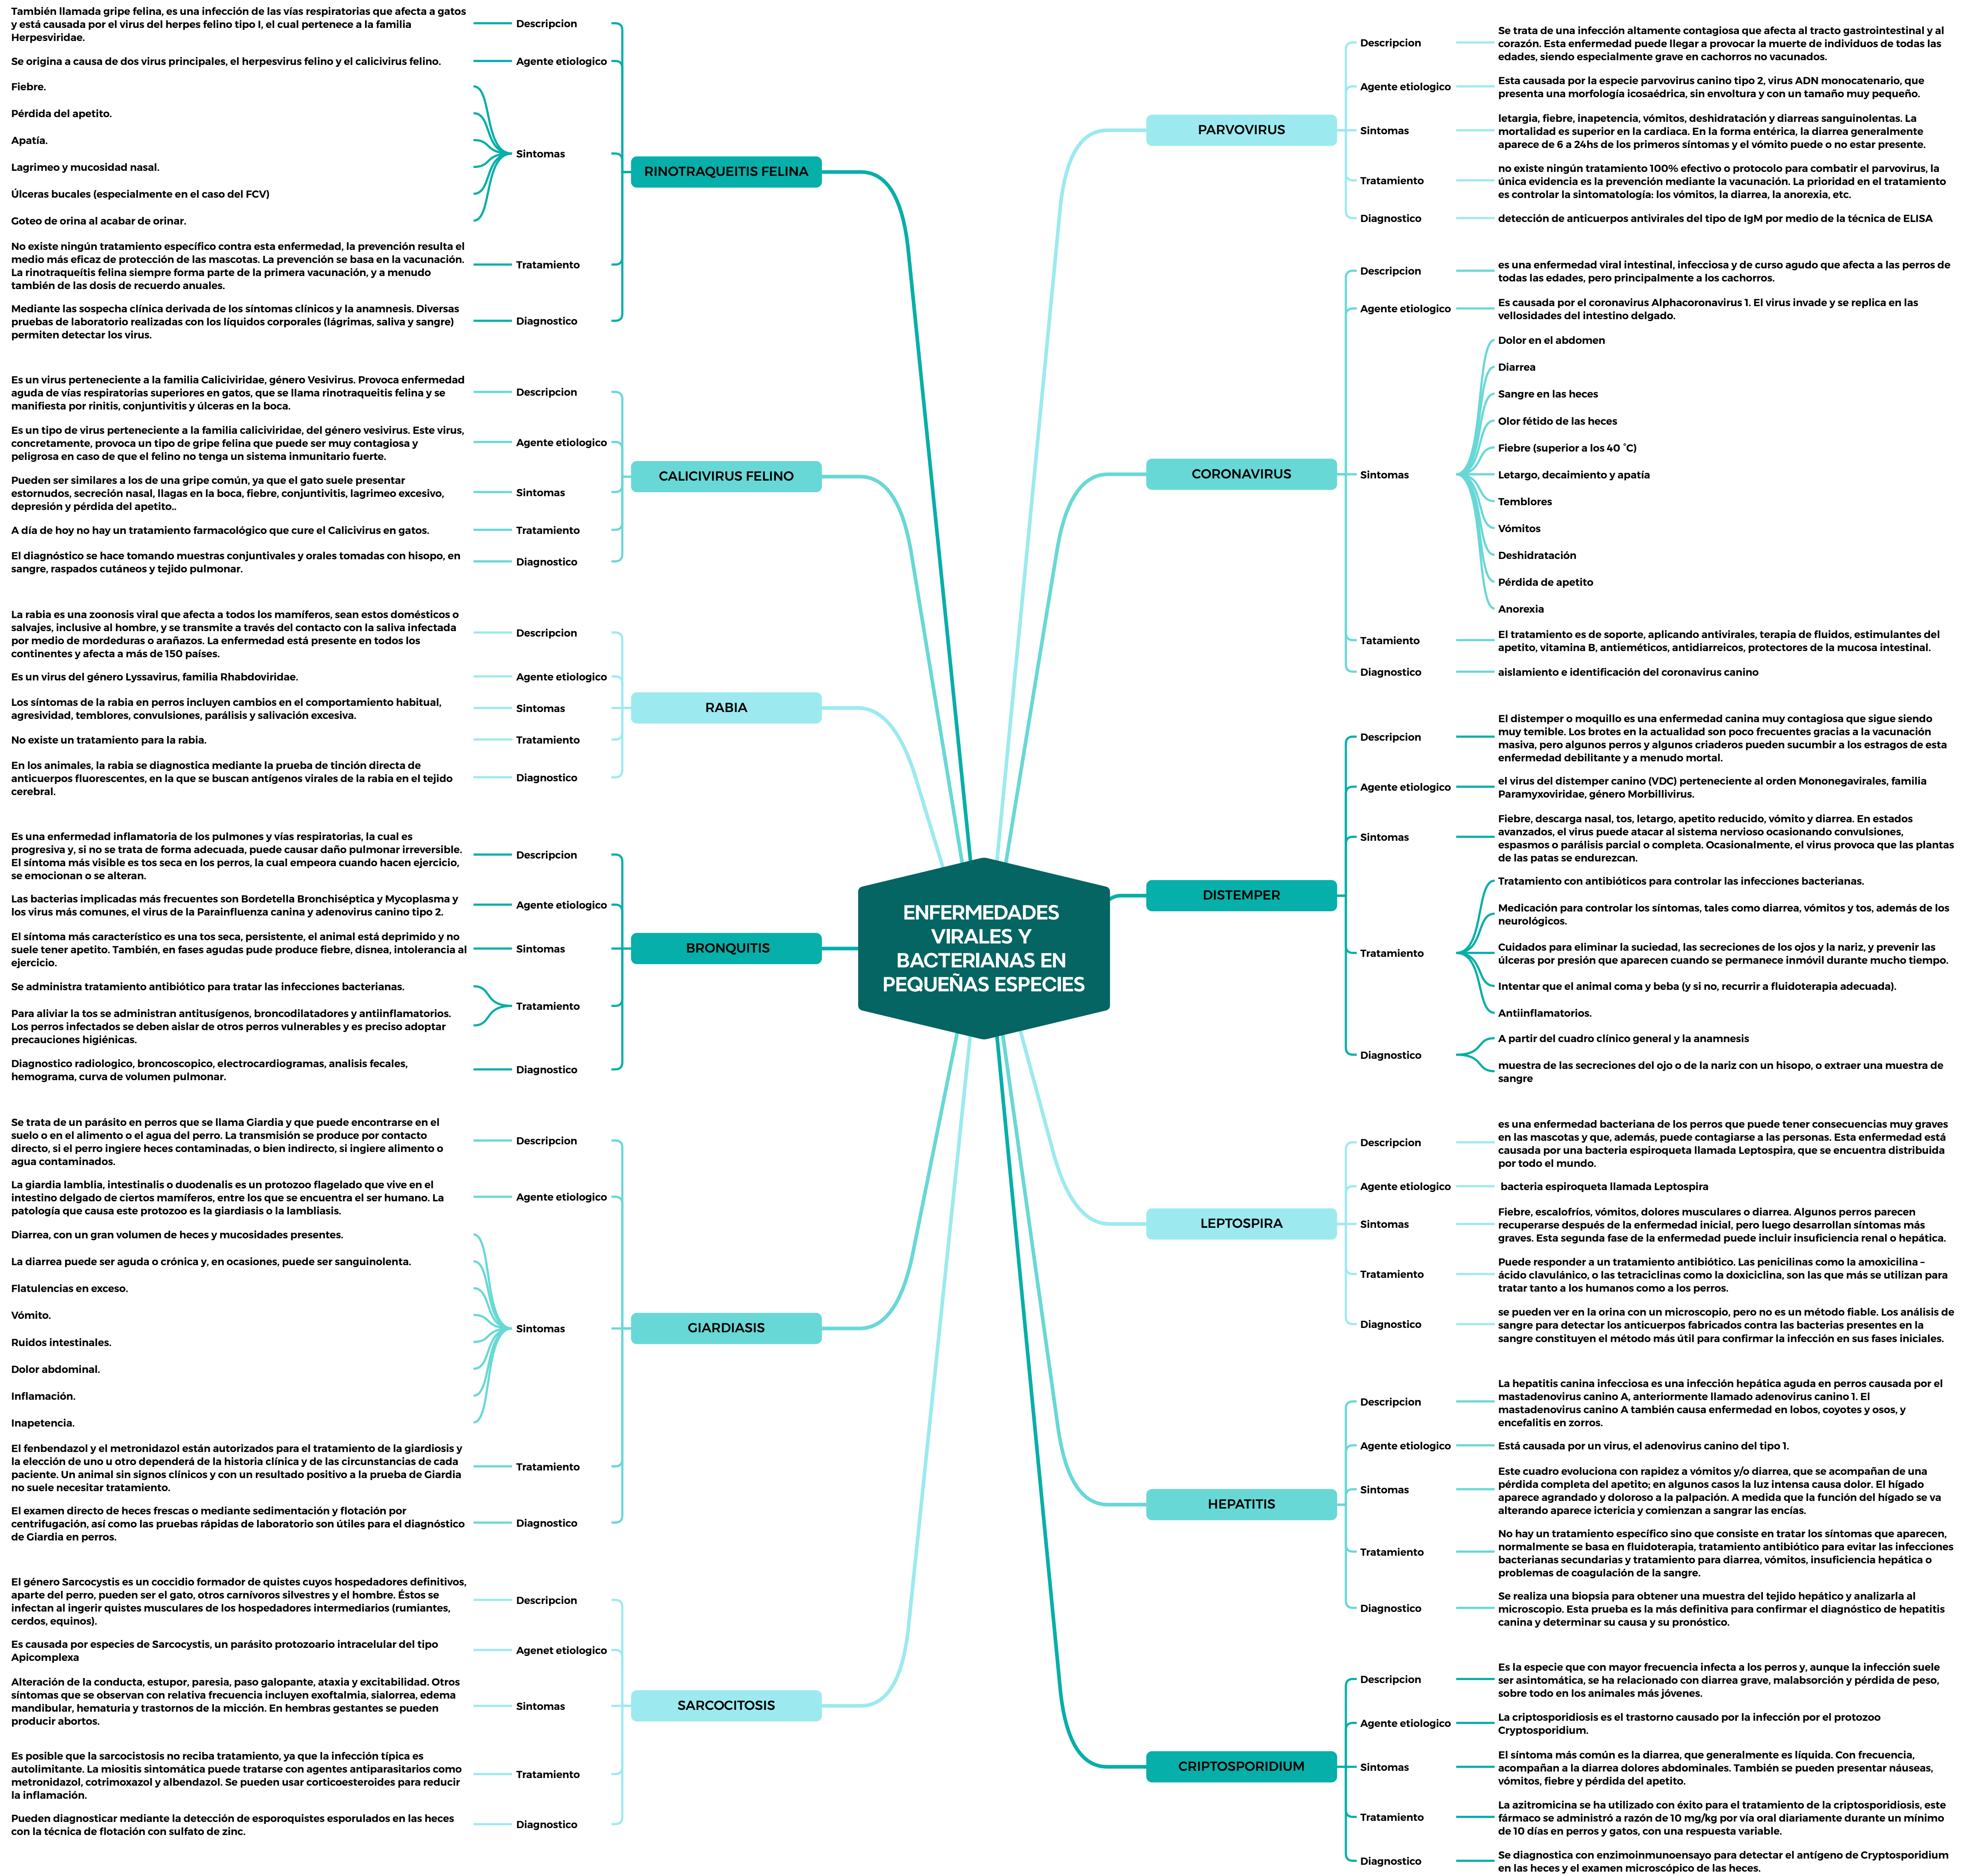 ENFERMEDADES
VIRALES Y
BACTERIANAS EN
PEQUEÑAS ESPECIES
RINOTRAQUEITIS FELINA
Descripcion
También llamada gripe felina, es una infección de las vías respiratorias que afecta a gatos
y está causada por el virus del herpes felino tipo I, el cual pertenece a la familia
Herpesviridae.
Agente etiologico
Se origina a causa de dos virus principales, el herpesvirus felino y el calicivirus felino.
Sintomas
Fiebre.
Pérdida del apetito.
Apatía.
Lagrimeo y mucosidad nasal.
Úlceras bucales (especialmente en el caso del FCV)
Goteo de orina al acabar de orinar.
Tratamiento
No existe ningún tratamiento específico contra esta enfermedad, la prevención resulta el
medio más eficaz de protección de las mascotas. La prevención se basa en la vacunación.
La rinotraqueítis felina siempre forma parte de la primera vacunación, y a menudo
también de las dosis de recuerdo anuales.
Diagnostico
Mediante las sospecha clínica derivada de los síntomas clínicos y la anamnesis. Diversas
pruebas de laboratorio realizadas con los líquidos corporales (lágrimas, saliva y sangre)
permiten detectar los virus.
CALICIVIRUS FELINO
Descripcion
Es un virus perteneciente a la familia Caliciviridae, género Vesivirus. Provoca enfermedad
aguda de vías respiratorias superiores en gatos, que se llama rinotraqueitis felina y se
manifiesta por rinitis, conjuntivitis y úlceras en la boca.
Agente etiologico
Es un tipo de virus perteneciente a la familia caliciviridae, del género vesivirus. Este virus,
concretamente, provoca un tipo de gripe felina que puede ser muy contagiosa y
peligrosa en caso de que el felino no tenga un sistema inmunitario fuerte.
Sintomas
Pueden ser similares a los de una gripe común, ya que el gato suele presentar
estornudos, secreción nasal, llagas en la boca, fiebre, conjuntivitis, lagrimeo excesivo,
depresión y pérdida del apetito..
Tratamiento
A día de hoy no hay un tratamiento farmacológico que cure el Calicivirus en gatos.
Diagnostico
El diagnóstico se hace tomando muestras conjuntivales y orales tomadas con hisopo, en
sangre, raspados cutáneos y tejido pulmonar.
RABIA
Descripcion
La rabia es una zoonosis viral que afecta a todos los mamíferos, sean estos domésticos o
salvajes, inclusive al hombre, y se transmite a través del contacto con la saliva infectada
por medio de mordeduras o arañazos. La enfermedad está presente en todos los
continentes y afecta a más de 150 países.
Agente etiologico
Es un virus del género Lyssavirus, familia Rhabdoviridae.
Sintomas
Los síntomas de la rabia en perros incluyen cambios en el comportamiento habitual,
agresividad, temblores, convulsiones, parálisis y salivación excesiva.
Tratamiento
No existe un tratamiento para la rabia.
Diagnostico
En los animales, la rabia se diagnostica mediante la prueba de tinción directa de
anticuerpos fluorescentes, en la que se buscan antígenos virales de la rabia en el tejido
cerebral.
BRONQUITIS
Descripcion
Es una enfermedad inflamatoria de los pulmones y vías respiratorias, la cual es
progresiva y, si no se trata de forma adecuada, puede causar daño pulmonar irreversible.
El síntoma más visible es tos seca en los perros, la cual empeora cuando hacen ejercicio,
se emocionan o se alteran.
Agente etiologico
Las bacterias implicadas más frecuentes son Bordetella Bronchiséptica y Mycoplasma y
los virus más comunes, el virus de la Parainfluenza canina y adenovirus canino tipo 2.
Sintomas
El síntoma más característico es una tos seca, persistente, el animal está deprimido y no
suele tener apetito. También, en fases agudas pude produce fiebre, disnea, intolerancia al
ejercicio.
Tratamiento
Se administra tratamiento antibiótico para tratar las infecciones bacterianas.
Para aliviar la tos se administran antitusígenos, broncodilatadores y antiinflamatorios.
Los perros infectados se deben aislar de otros perros vulnerables y es preciso adoptar
precauciones higiénicas.
Diagnostico
Diagnostico radiologico, broncoscopico, electrocardiogramas, analisis fecales,
hemograma, curva de volumen pulmonar.
GIARDIASIS
Descripcion
Se trata de un parásito en perros que se llama Giardia y que puede encontrarse en el
suelo o en el alimento o el agua del perro. La transmisión se produce por contacto
directo, si el perro ingiere heces contaminadas, o bien indirecto, si ingiere alimento o
agua contaminados.
Agente etiologico
La giardia lamblia, intestinalis o duodenalis es un protozoo flagelado que vive en el
intestino delgado de ciertos mamíferos, entre los que se encuentra el ser humano. La
patología que causa este protozoo es la giardiasis o la lambliasis.
Sintomas
Diarrea, con un gran volumen de heces y mucosidades presentes.
La diarrea puede ser aguda o crónica y, en ocasiones, puede ser sanguinolenta.
Flatulencias en exceso.
Vómito.
Ruidos intestinales.
Dolor abdominal.
Inflamación.
Inapetencia.
Tratamiento
El fenbendazol y el metronidazol están autorizados para el tratamiento de la giardiosis y
la elección de uno u otro dependerá de la historia clínica y de las circunstancias de cada
paciente. Un animal sin signos clínicos y con un resultado positivo a la prueba de Giardia
no suele necesitar tratamiento.
Diagnostico
El examen directo de heces frescas o mediante sedimentación y flotación por
centrifugación, así como las pruebas rápidas de laboratorio son útiles para el diagnóstico
de Giardia en perros.
SARCOCITOSIS
Descripcion
El género Sarcocystis es un coccidio formador de quistes cuyos hospedadores definitivos,
aparte del perro, pueden ser el gato, otros carnívoros silvestres y el hombre. Éstos se
infectan al ingerir quistes musculares de los hospedadores intermediarios (rumiantes,
cerdos, equinos).
Agenet etiologico
Es causada por especies de Sarcocystis, un parásito protozoario intracelular del tipo
Apicomplexa
Sintomas
Alteración de la conducta, estupor, paresia, paso galopante, ataxia y excitabilidad. Otros
síntomas que se observan con relativa frecuencia incluyen exoftalmia, sialorrea, edema
mandibular, hematuria y trastornos de la micción. En hembras gestantes se pueden
producir abortos.
Tratamiento
Es posible que la sarcocistosis no reciba tratamiento, ya que la infección típica es
autolimitante. La miositis sintomática puede tratarse con agentes antiparasitarios como
metronidazol, cotrimoxazol y albendazol. Se pueden usar corticoesteroides para reducir
la inflamación.
Diagnostico
Pueden diagnosticar mediante la detección de esporoquistes esporulados en las heces
con la técnica de flotación con sulfato de zinc.
PARVOVIRUS
Descripcion
Se trata de una infección altamente contagiosa que afecta al tracto gastrointestinal y al
corazón. Esta enfermedad puede llegar a provocar la muerte de individuos de todas las
edades, siendo especialmente grave en cachorros no vacunados.
Agente etiologico
Esta causada por la especie parvovirus canino tipo 2, virus ADN monocatenario, que
presenta una morfología icosaédrica, sin envoltura y con un tamaño muy pequeño.
Sintomas
letargia, fiebre, inapetencia, vómitos, deshidratación y diarreas sanguinolentas. La
mortalidad es superior en la cardiaca. En la forma entérica, la diarrea generalmente
aparece de 6 a 24hs de los primeros síntomas y el vómito puede o no estar presente.
Tratamiento
no existe ningún tratamiento 100% efectivo o protocolo para combatir el parvovirus, la
única evidencia es la prevención mediante la vacunación. La prioridad en el tratamiento
es controlar la sintomatología: los vómitos, la diarrea, la anorexia, etc.
Diagnostico
detección de anticuerpos antivirales del tipo de IgM por medio de la técnica de ELISA
CORONAVIRUS
Descripcion
es una enfermedad viral intestinal, infecciosa y de curso agudo que afecta a las perros de
todas las edades, pero principalmente a los cachorros.
Agente etiologico
Es causada por el coronavirus Alphacoronavirus 1. El virus invade y se replica en las
vellosidades del intestino delgado.
Sintomas
Dolor en el abdomen
Diarrea
Sangre en las heces
Olor fétido de las heces
Fiebre (superior a los 40 ˚C)
Letargo, decaimiento y apatía
Temblores
Vómitos
Deshidratación
Pérdida de apetito
Anorexia
Tatamiento
El tratamiento es de soporte, aplicando antivirales, terapia de fluidos, estimulantes del
apetito, vitamina B, antieméticos, antidiarreicos, protectores de la mucosa intestinal.
Diagnostico
aislamiento e identificación del coronavirus canino
DISTEMPER
Descripcion
El distemper o moquillo es una enfermedad canina muy contagiosa que sigue siendo
muy temible. Los brotes en la actualidad son poco frecuentes gracias a la vacunación
masiva, pero algunos perros y algunos criaderos pueden sucumbir a los estragos de esta
enfermedad debilitante y a menudo mortal.
Agente etiologico
el virus del distemper canino (VDC) perteneciente al orden Mononegavirales, familia
Paramyxoviridae, género Morbillivirus.
Sintomas
Fiebre, descarga nasal, tos, letargo, apetito reducido, vómito y diarrea. En estados
avanzados, el virus puede atacar al sistema nervioso ocasionando convulsiones,
espasmos o parálisis parcial o completa. Ocasionalmente, el virus provoca que las plantas
de las patas se endurezcan.
Tratamiento
Tratamiento con antibióticos para controlar las infecciones bacterianas.
Medicación para controlar los síntomas, tales como diarrea, vómitos y tos, además de los
neurológicos.
Cuidados para eliminar la suciedad, las secreciones de los ojos y la nariz, y prevenir las
úlceras por presión que aparecen cuando se permanece inmóvil durante mucho tiempo.
Intentar que el animal coma y beba (y si no, recurrir a fluidoterapia adecuada).
Antiinflamatorios.
Diagnostico
A partir del cuadro clínico general y la anamnesis
muestra de las secreciones del ojo o de la nariz con un hisopo, o extraer una muestra de
sangre
LEPTOSPIRA
Descripcion
es una enfermedad bacteriana de los perros que puede tener consecuencias muy graves
en las mascotas y que, además, puede contagiarse a las personas. Esta enfermedad está
causada por una bacteria espiroqueta llamada Leptospira, que se encuentra distribuida
por todo el mundo.
Agente etiologico
bacteria espiroqueta llamada Leptospira
Sintomas
Fiebre, escalofríos, vómitos, dolores musculares o diarrea. Algunos perros parecen
recuperarse después de la enfermedad inicial, pero luego desarrollan síntomas más
graves. Esta segunda fase de la enfermedad puede incluir insuficiencia renal o hepática.
Tratamiento
Puede responder a un tratamiento antibiótico. Las penicilinas como la amoxicilina –
ácido clavulánico, o las tetraciclinas como la doxiciclina, son las que más se utilizan para
tratar tanto a los humanos como a los perros.
Diagnostico
se pueden ver en la orina con un microscopio, pero no es un método fiable. Los análisis de
sangre para detectar los anticuerpos fabricados contra las bacterias presentes en la
sangre constituyen el método más útil para confirmar la infección en sus fases iniciales.
HEPATITIS
Descripcion
La hepatitis canina infecciosa es una infección hepática aguda en perros causada por el
mastadenovirus canino A, anteriormente llamado adenovirus canino 1. El
mastadenovirus canino A también causa enfermedad en lobos, coyotes y osos, y
encefalitis en zorros.
Agente etiologico
Está causada por un virus, el adenovirus canino del tipo 1.
Sintomas
Este cuadro evoluciona con rapidez a vómitos y/o diarrea, que se acompañan de una
pérdida completa del apetito; en algunos casos la luz intensa causa dolor. El hígado
aparece agrandado y doloroso a la palpación. A medida que la función del hígado se va
alterando aparece ictericia y comienzan a sangrar las encías.
Tratamiento
No hay un tratamiento específico sino que consiste en tratar los síntomas que aparecen,
normalmente se basa en fluidoterapia, tratamiento antibiótico para evitar las infecciones
bacterianas secundarias y tratamiento para diarrea, vómitos, insuficiencia hepática o
problemas de coagulación de la sangre.
Diagnostico
Se realiza una biopsia para obtener una muestra del tejido hepático y analizarla al
microscopio. Esta prueba es la más definitiva para confirmar el diagnóstico de hepatitis
canina y determinar su causa y su pronóstico.
CRIPTOSPORIDIUM
Descripcion
Es la especie que con mayor frecuencia infecta a los perros y, aunque la infección suele
ser asintomática, se ha relacionado con diarrea grave, malabsorción y pérdida de peso,
sobre todo en los animales más jóvenes.
Agente etiologico
La criptosporidiosis es el trastorno causado por la infección por el protozoo
Cryptosporidium.
Sintomas
El síntoma más común es la diarrea, que generalmente es líquida. Con frecuencia,
acompañan a la diarrea dolores abdominales. También se pueden presentar náuseas,
vómitos, fiebre y pérdida del apetito.
Tratamiento
La azitromicina se ha utilizado con éxito para el tratamiento de la criptosporidiosis, este
fármaco se administró a razón de 10 mg/kg por vía oral diariamente durante un mínimo
de 10 días en perros y gatos, con una respuesta variable.
Diagnostico
Se diagnostica con enzimoinmunoensayo para detectar el antígeno de Cryptosporidium
en las heces y el examen microscópico de las heces.